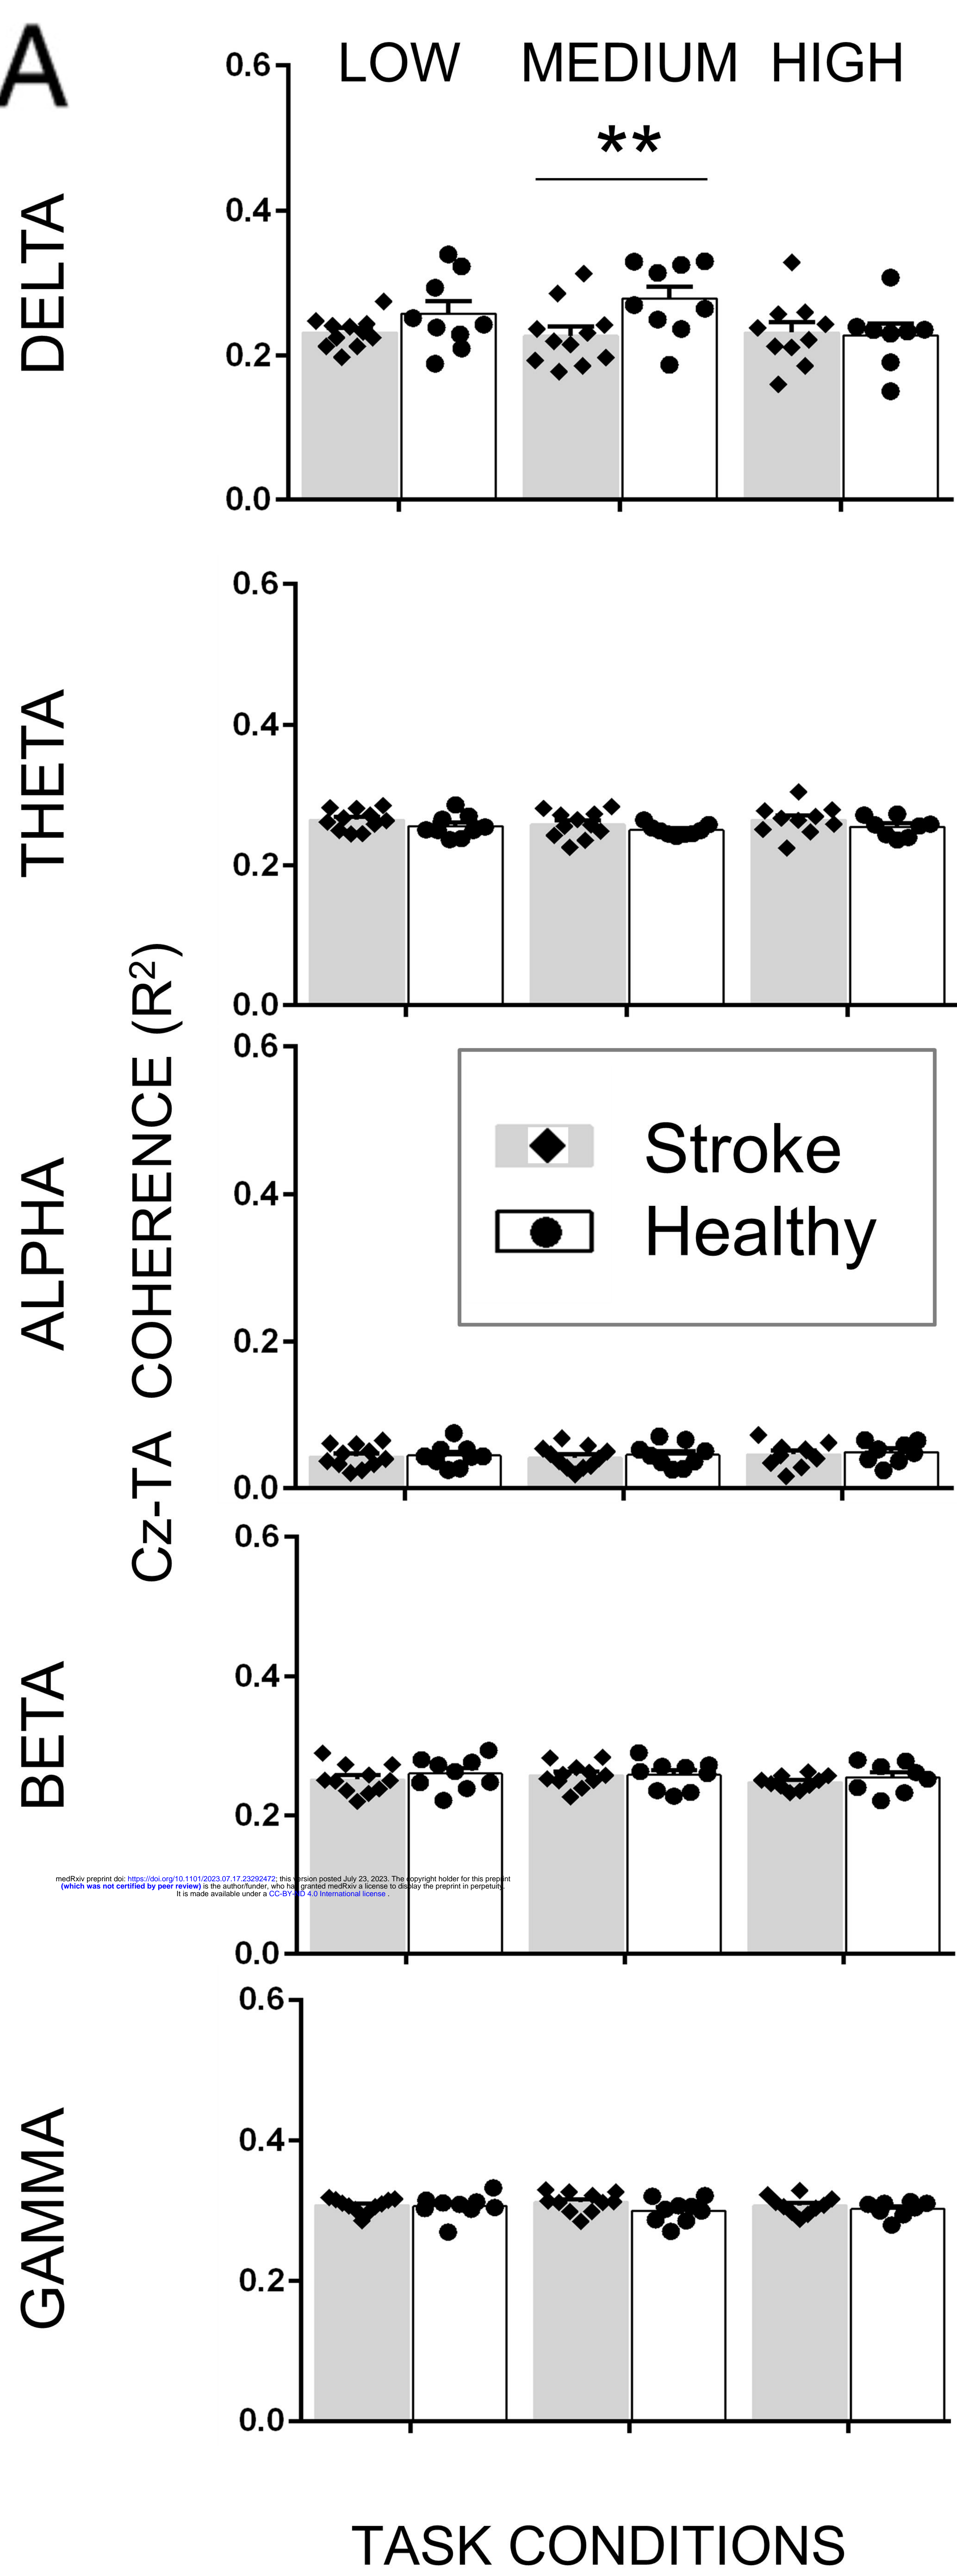 A
LOW MEDIUM HIGH
**
DELTA
0.6
0.4
0.2
0.0
THETA
0.6
0.4
0.2
0.0
Cz-TA COHERENCE (R²)
ALPHA
0.6
0.4
0.2
0.0
Stroke
Healthy
BETA
0.6
0.4
0.2
0.0
medRxiv preprint doi: https://doi.org/10.1101/2023.07.17.23292472; this version posted July 23, 2023. The copyright holder for this preprint
(which was not certified by peer review) is the author/funder, who has granted medRxiv a license to display the preprint in perpetuity.
It is made available under a CC-BY-ND 4.0 International license .
GAMMA
0.6
0.4
0.2
0.0
TASK CONDITIONS